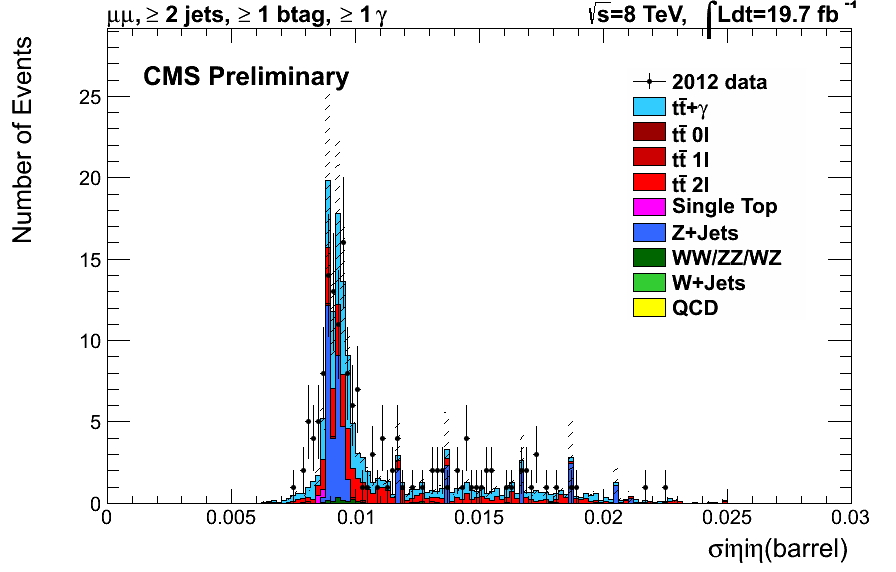 μμ, ≥ 2 jets, ≥ 1 btag, ≥ 1 γ
√s=8 TeV, ∫Ldt=19.7 fb⁻¹
CMS Preliminary
Number of Events
25
20
15
10
5
0
2012 data
tt̄+γ
tt̄ 0l
tt̄ 1l
tt̄ 2l
Single Top
Z+Jets
WW/ZZ/WZ
W+Jets
QCD
0 0.005 0.01 0.015 0.02 0.025 0.03
σiηiη(barrel)